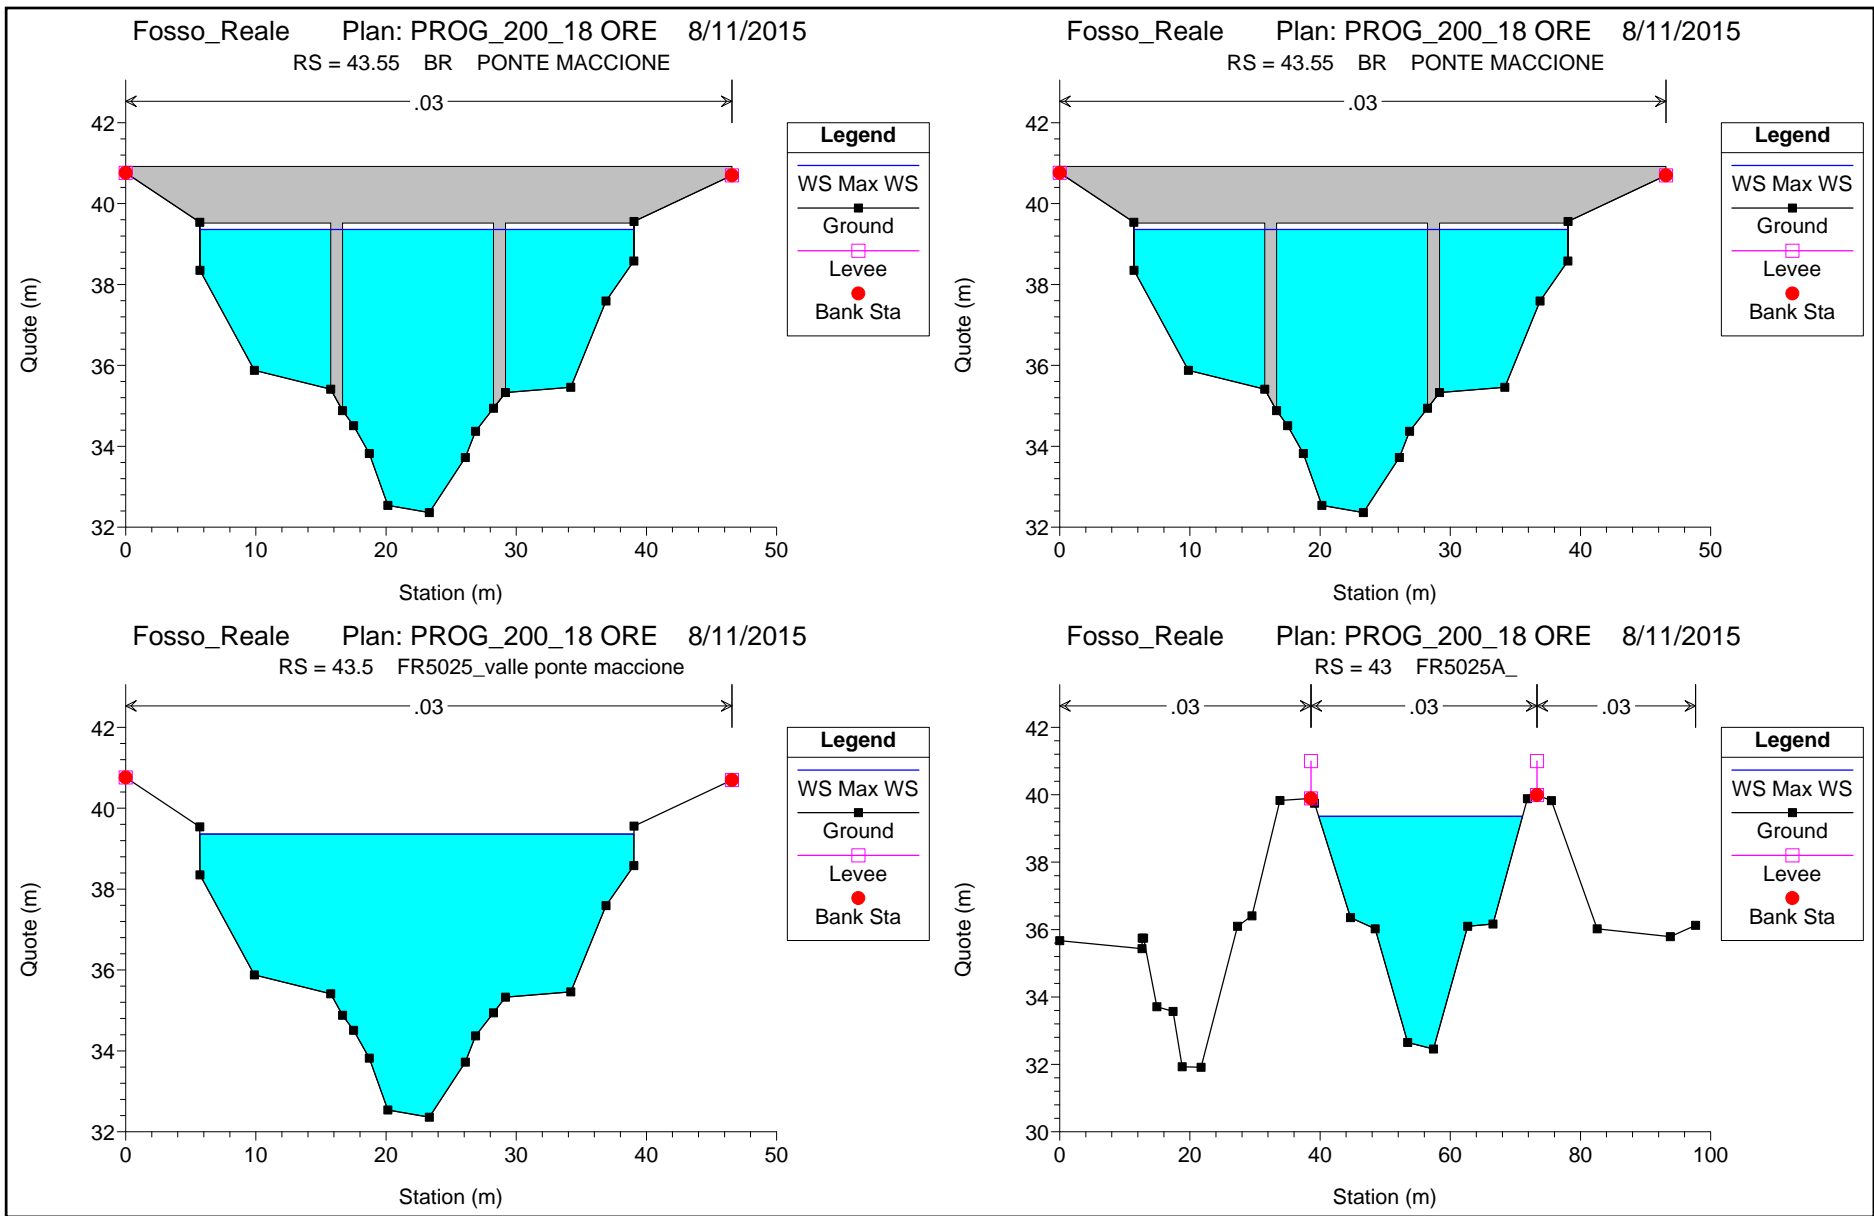 Fosso_Reale Plan: PROG_200_18 ORE 8/11/2015
RS = 43.55 BR PONTE MACCIONE
.03
42
40
38
36
34
32
0 10 20 30 40 50
Quote (m)
Station (m)
Legend
WS Max WS
Ground
Levee
Bank Sta
Fosso_Reale Plan: PROG_200_18 ORE 8/11/2015
RS = 43.55 BR PONTE MACCIONE
.03
42
40
38
36
34
32
0 10 20 30 40 50
Quote (m)
Station (m)
Legend
WS Max WS
Ground
Levee
Bank Sta
Fosso_Reale Plan: PROG_200_18 ORE 8/11/2015
RS = 43.5 FR5025_valle ponte maccione
.03
42
40
38
36
34
32
0 10 20 30 40 50
Quote (m)
Station (m)
Legend
WS Max WS
Ground
Levee
Bank Sta
Fosso_Reale Plan: PROG_200_18 ORE 8/11/2015
RS = 43 FR5025A_
.03 .03 .03
42
40
38
36
34
32
30
0 20 40 60 80 100
Quote (m)
Station (m)
Legend
WS Max WS
Ground
Levee
Bank Sta